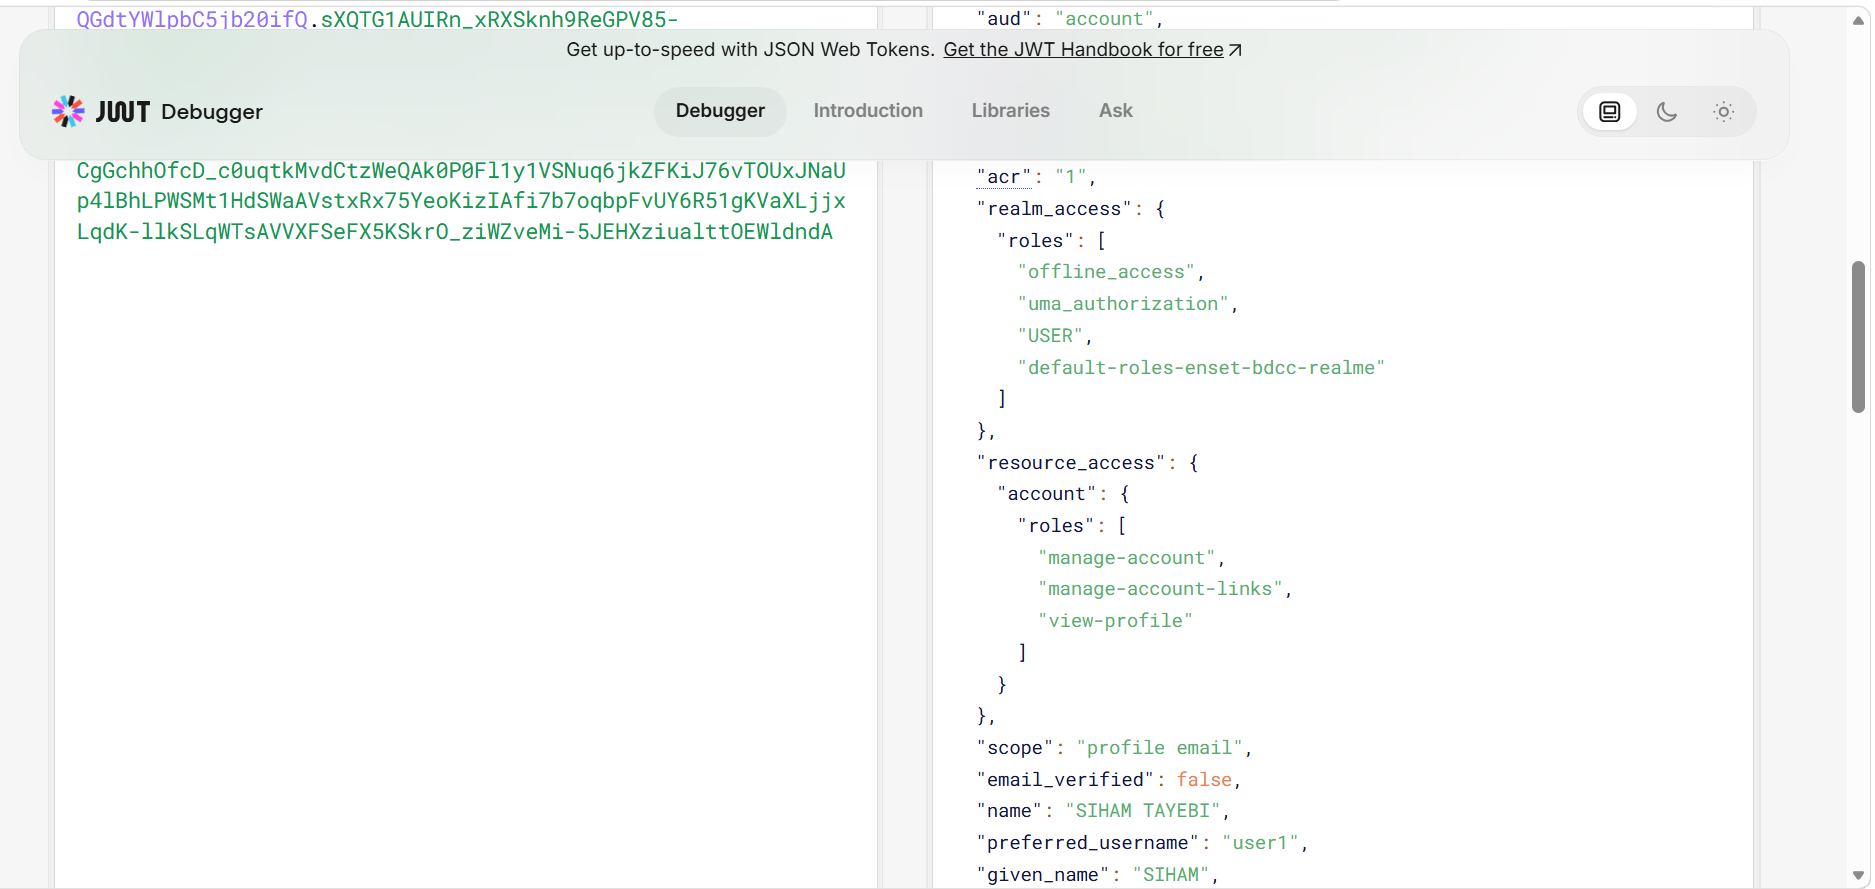 QGdtYWlpbC5jb20ifQ.sXQTG1AUIRn_xRXSknh9ReGPV85-
"aud": "account",
Get up-to-speed with JSON Web Tokens. Get the JWT Handbook for free
JWT Debugger
Debugger
Introduction
Libraries
Ask
CgGchhOfcD_c0uqtkMvdCtzWeQAk0P0Fl1y1VSNuq6jkZFKiJ76vTOUxJNaU
p4lBhLPWSMt1HdSWaAVstxRx75YeoKizIAfi7b7oqbpFvUY6R51gKVaXLjjx
LqdK-llkSLqWTsAVVXFSeFX5KSkrO_ziWZveMi-5JEHXziualttOEWldndA
"acr": "1",
"realm_access": {
"roles": [
"offline_access",
"uma_authorization",
"USER",
"default-roles-enset-bdcc-realme"
]
},
"resource_access": {
"account": {
"roles": [
"manage-account",
"manage-account-links",
"view-profile"
]
}
},
"scope": "profile email",
"email_verified": false,
"name": "SIHAM TAYEBI",
"preferred_username": "user1",
"given_name": "SIHAM",